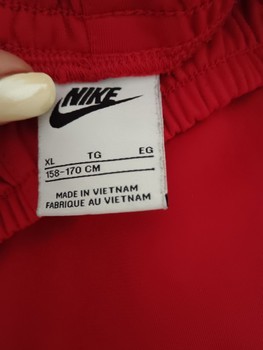 NIKE
XL TG EG
158-170 CM
MADE IN VIETNAM
FABRIQUE AU VIETNAM